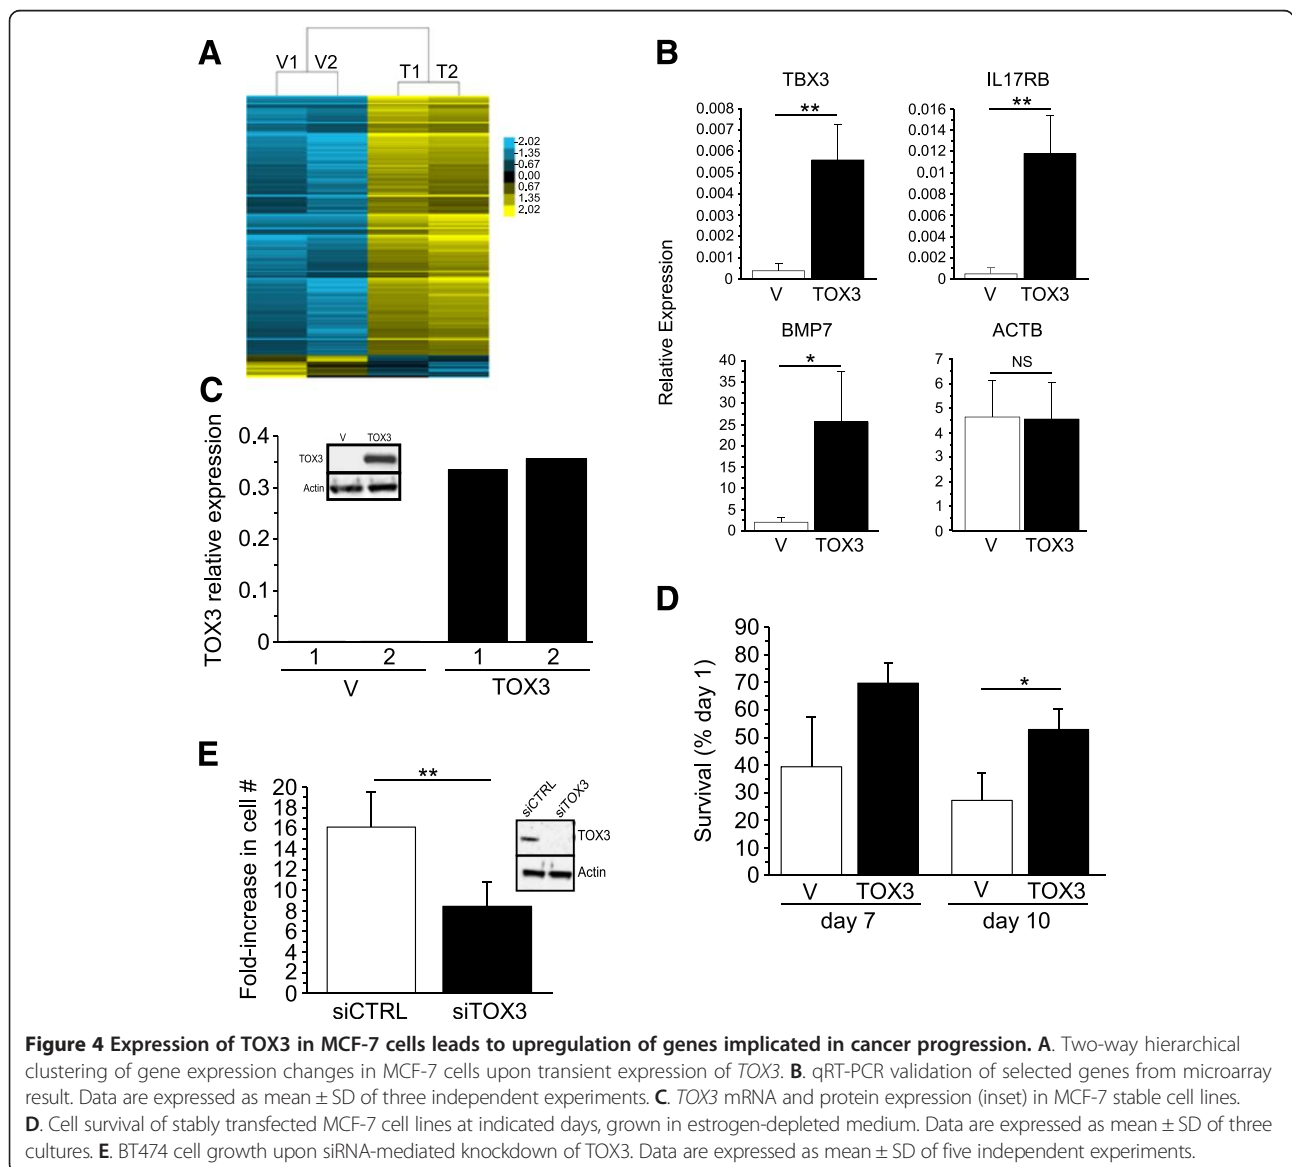 A
V1 V2
T1 T2
-2.02
-1.35
-0.67
0.00
0.67
1.35
2.02
B
Relative Expression
TBX3
**
0.008
0.007
0.006
0.005
0.004
0.003
0.002
0.001
0
V TOX3
IL17RB
**
0.016
0.014
0.012
0.01
0.008
0.006
0.004
0.002
0
V TOX3
BMP7
*
40
35
30
25
20
15
10
5
0
V TOX3
ACTB
NS
7
6
5
4
3
2
1
0
V TOX3
C
TOX3 relative expression
0.4
0.3
0.2
0.1
0
V TOX3
TOX3
Actin
1 2 1 2
V TOX3
D
Survival (% day 1)
90
80
70
60
50
40
30
20
10
0
*
V TOX3 V TOX3
day 7 day 10
E
Fold-increase in cell #
20
18
16
14
12
10
8
6
4
2
0
**
siCTRL siTOX3
TOX3
Actin
siCTRL siTOX3
Figure 4 Expression of TOX3 in MCF-7 cells leads to upregulation of genes implicated in cancer progression. A. Two-way hierarchical
clustering of gene expression changes in MCF-7 cells upon transient expression of TOX3. B. qRT-PCR validation of selected genes from microarray
result. Data are expressed as mean ± SD of three independent experiments. C. TOX3 mRNA and protein expression (inset) in MCF-7 stable cell lines.
D. Cell survival of stably transfected MCF-7 cell lines at indicated days, grown in estrogen-depleted medium. Data are expressed as mean ± SD of three
cultures. E. BT474 cell growth upon siRNA-mediated knockdown of TOX3. Data are expressed as mean ± SD of five independent experiments.